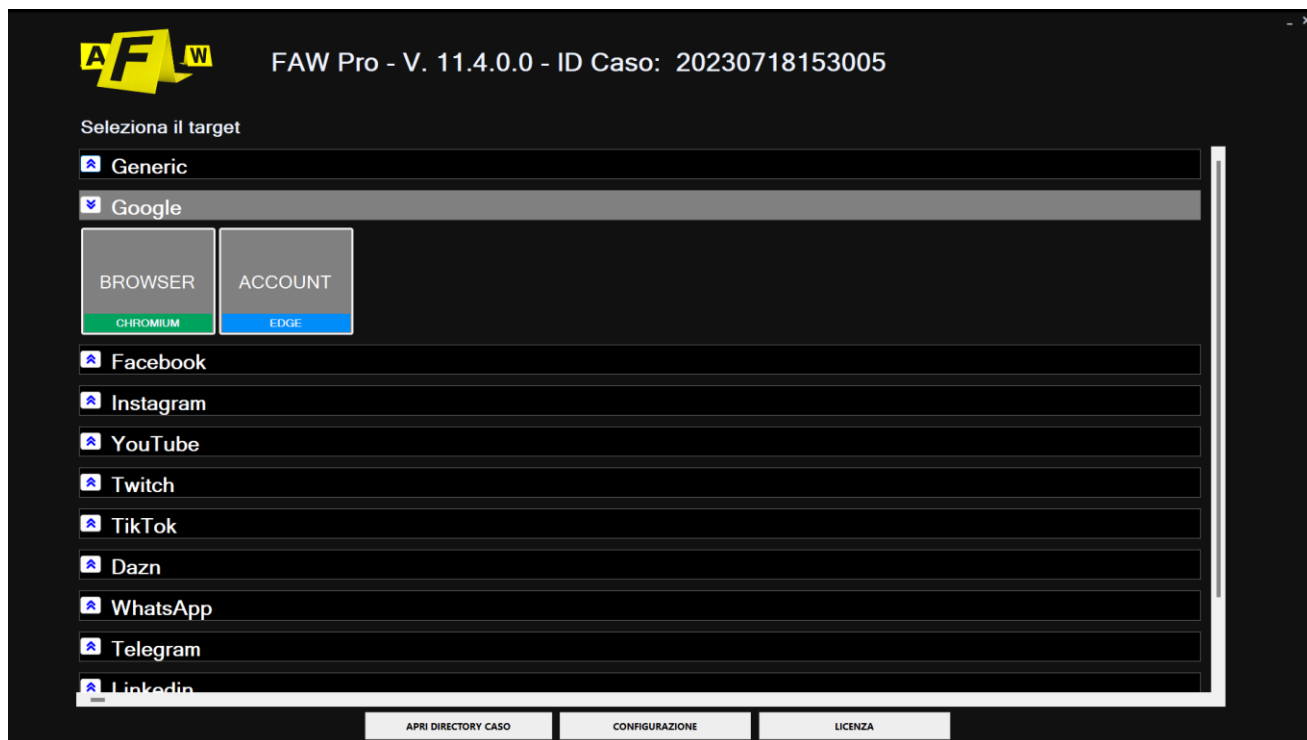 A F W
FAW Pro - V. 11.4.0.0 - ID Caso: 20230718153005
Seleziona il target
Generic
Google
BROWSER
CHROMIUM
ACCOUNT
EDGE
Facebook
Instagram
YouTube
Twitch
TikTok
Dazn
WhatsApp
Telegram
Linkedin
APRI DIRECTORY CASO
CONFIGURAZIONE
LICENZA